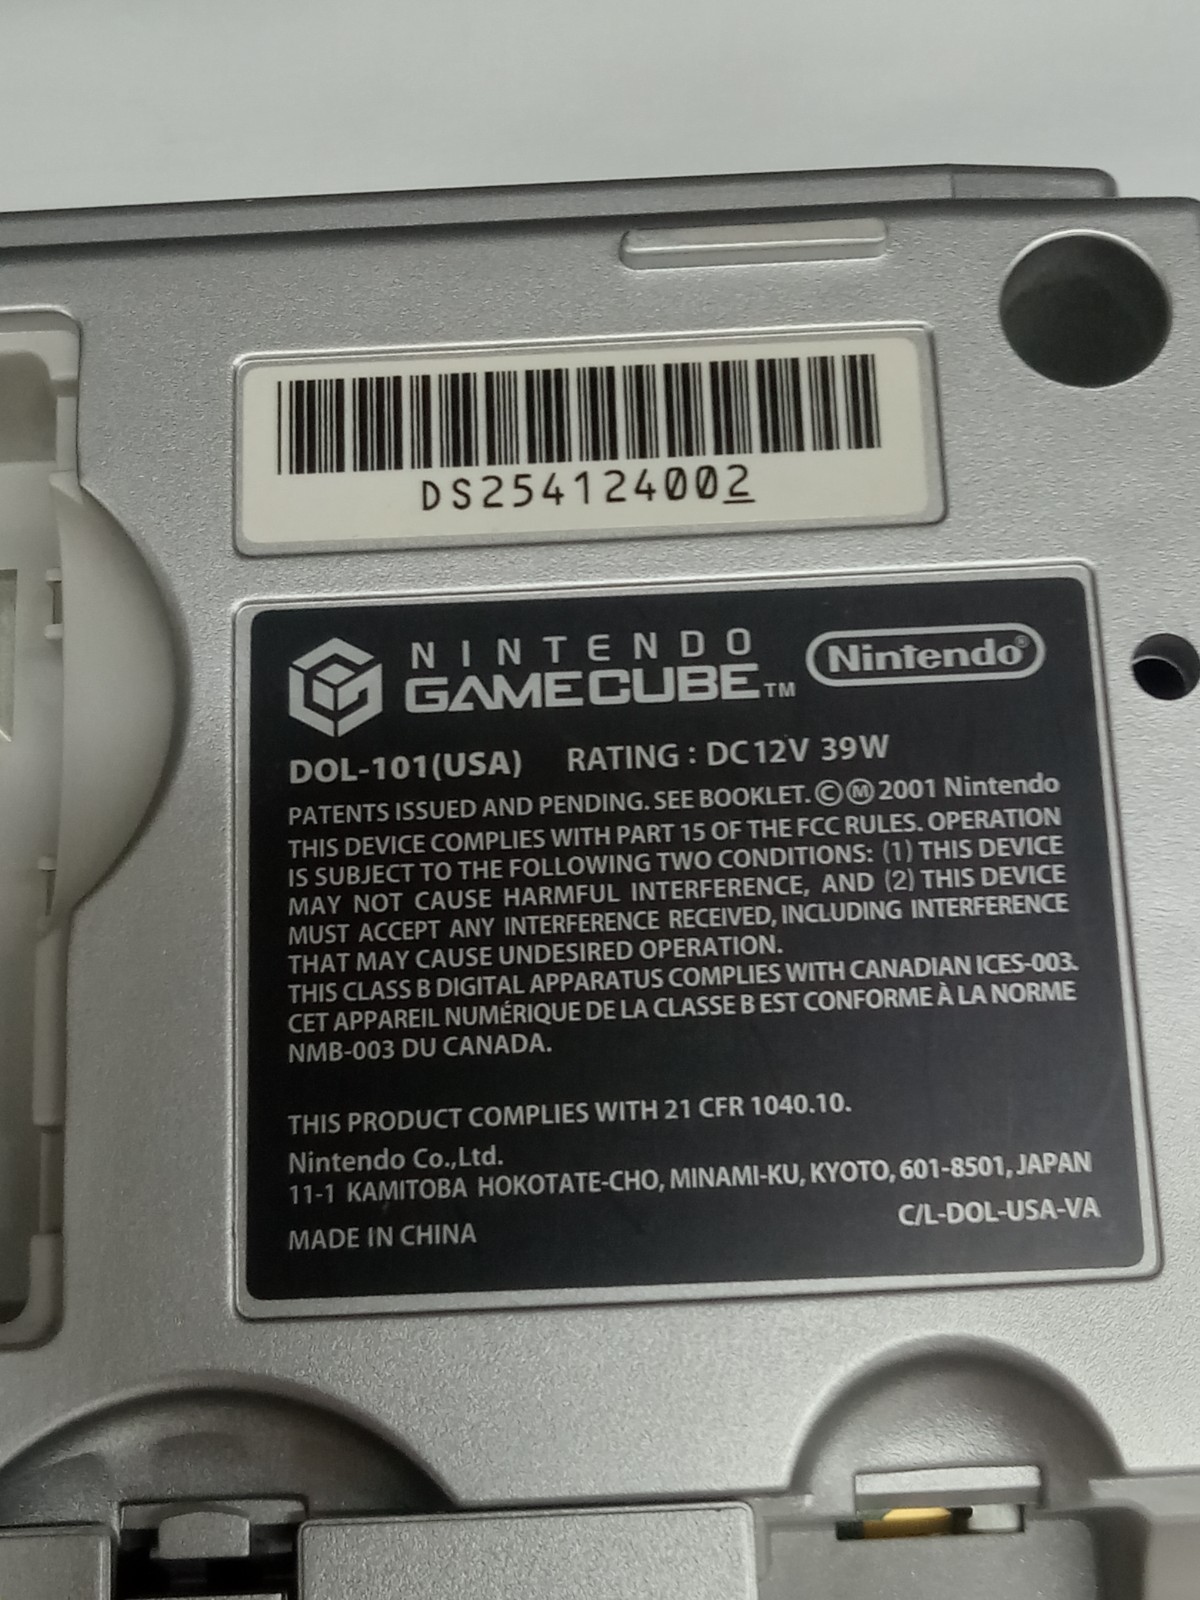 DS254124002
NINTENDO
GAMECUBE™
Nintendo®
DOL-101(USA) RATING : DC12V 39W
PATENTS ISSUED AND PENDING. SEE BOOKLET. ©Ⓜ 2001 Nintendo
THIS DEVICE COMPLIES WITH PART 15 OF THE FCC RULES. OPERATION
IS SUBJECT TO THE FOLLOWING TWO CONDITIONS: (1) THIS DEVICE
MAY NOT CAUSE HARMFUL INTERFERENCE, AND (2) THIS DEVICE
MUST ACCEPT ANY INTERFERENCE RECEIVED, INCLUDING INTERFERENCE
THAT MAY CAUSE UNDESIRED OPERATION.
THIS CLASS B DIGITAL APPARATUS COMPLIES WITH CANADIAN ICES-003.
CET APPAREIL NUMÉRIQUE DE LA CLASSE B EST CONFORME À LA NORME
NMB-003 DU CANADA.
THIS PRODUCT COMPLIES WITH 21 CFR 1040.10.
Nintendo Co.,Ltd.
11-1 KAMITOBA HOKOTATE-CHO, MINAMI-KU, KYOTO, 601-8501, JAPAN
C/L-DOL-USA-VA
MADE IN CHINA